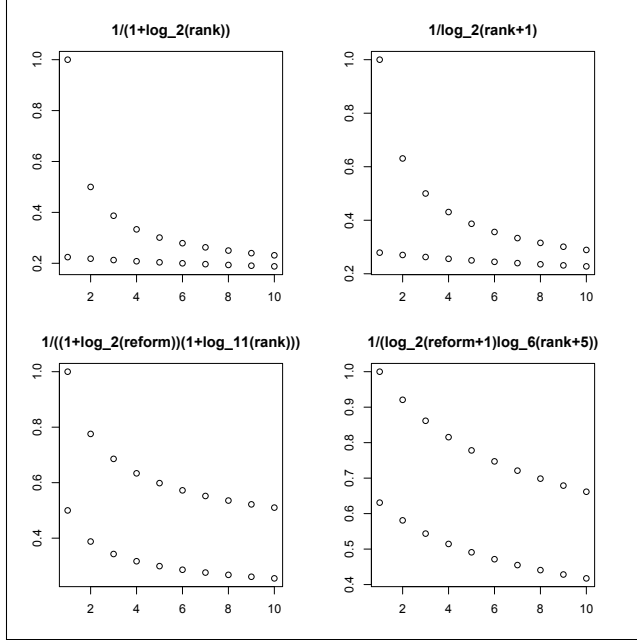 1/(1+log_2(rank))
1.0
0.8
0.6
0.4
0.2
2 4 6 8 10
1/log_2(rank+1)
1.0
0.8
0.6
0.4
0.2
2 4 6 8 10
1/((1+log_2(reform))(1+log_11(rank)))
1.0
0.8
0.6
0.4
2 4 6 8 10
1/(log_2(reform+1)log_6(rank+5))
1.0
0.9
0.8
0.7
0.6
0.5
0.4
2 4 6 8 10